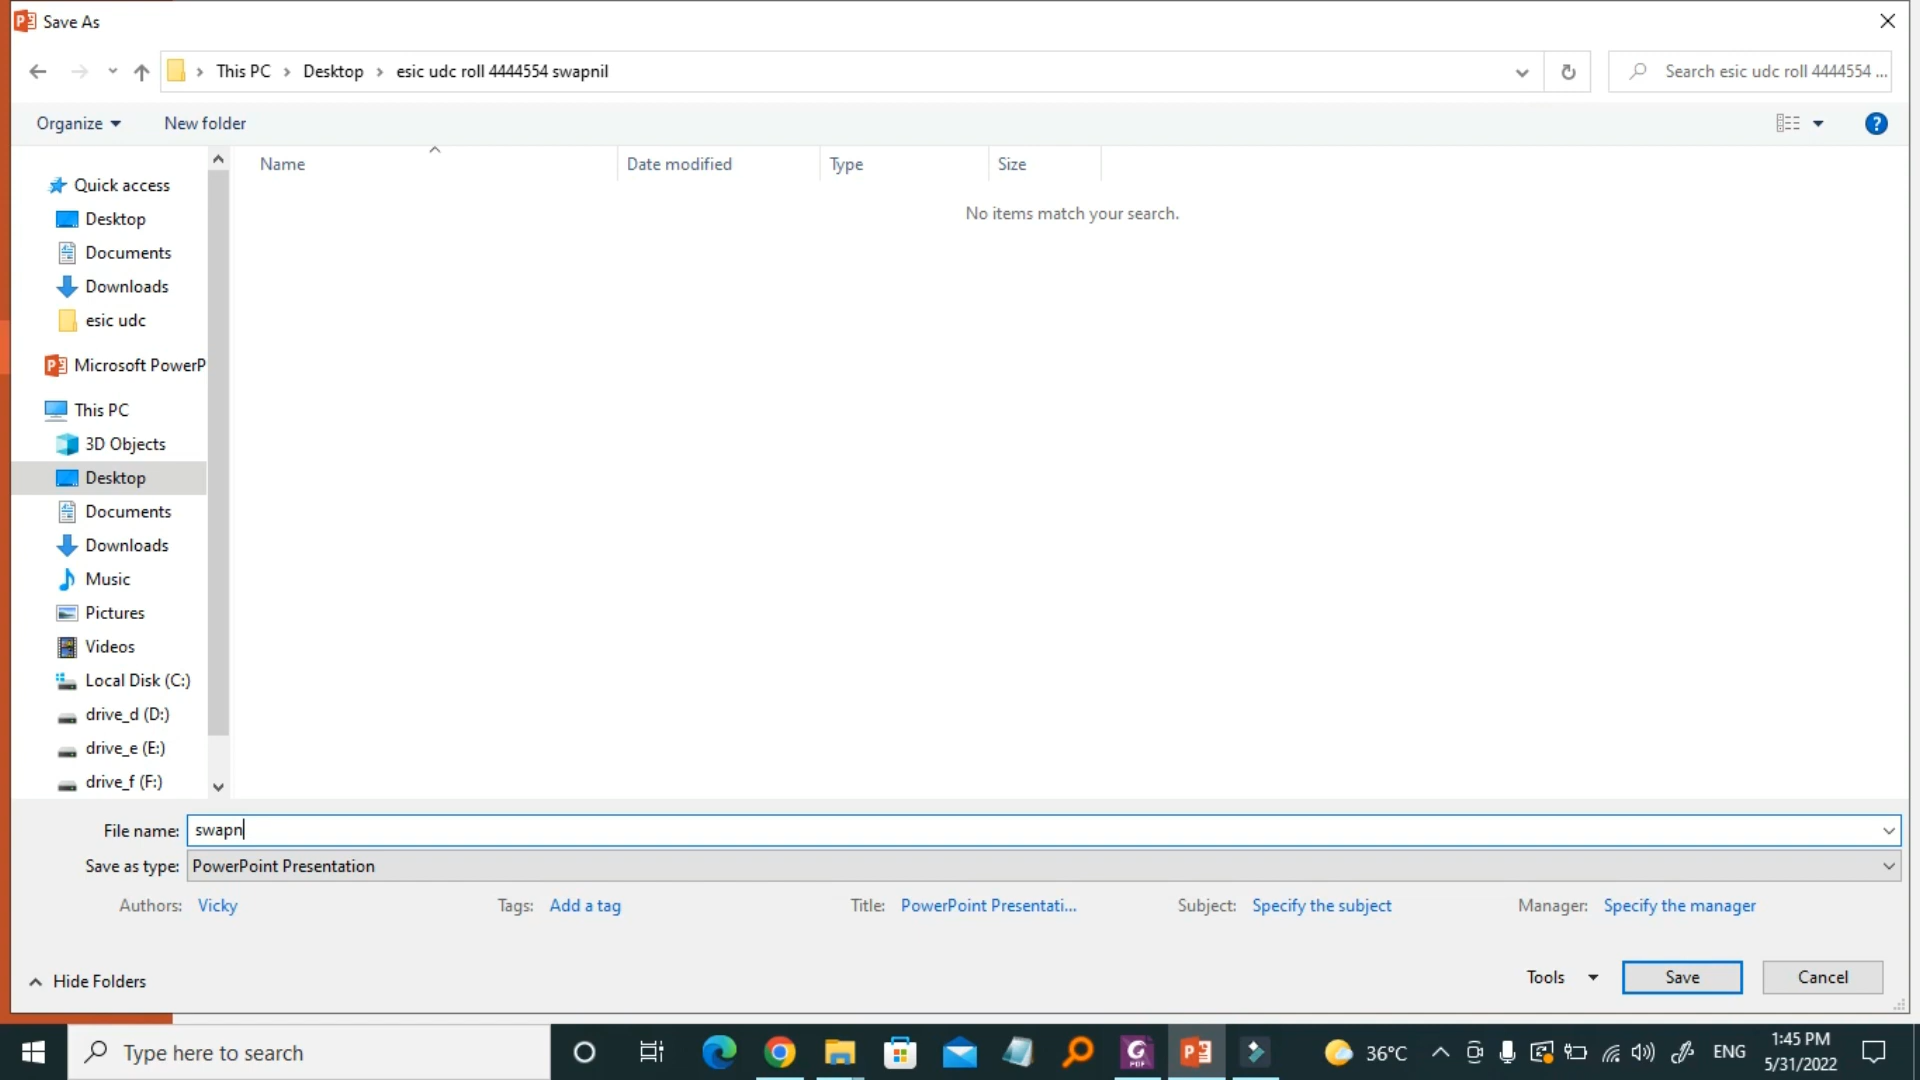 Save As
This PC > Desktop > esic udc roll 4444554 swapnil
Search esic udc roll 4444554 ...
Organize
New folder
Name
Date modified
Type
Size
No items match your search.
Quick access
Desktop
Documents
Downloads
esic udc
Microsoft PowerP
This PC
3D Objects
Desktop
Documents
Downloads
Music
Pictures
Videos
Local Disk (C:)
drive_d (D:)
drive_e (E:)
drive_f (F:)
File name: swapn
Save as type: PowerPoint Presentation
Authors: Vicky
Tags: Add a tag
Title: PowerPoint Presentati...
Subject: Specify the subject
Manager: Specify the manager
Hide Folders
Tools
Save
Cancel
Type here to search
36°C
ENG
1:45 PM
5/31/2022